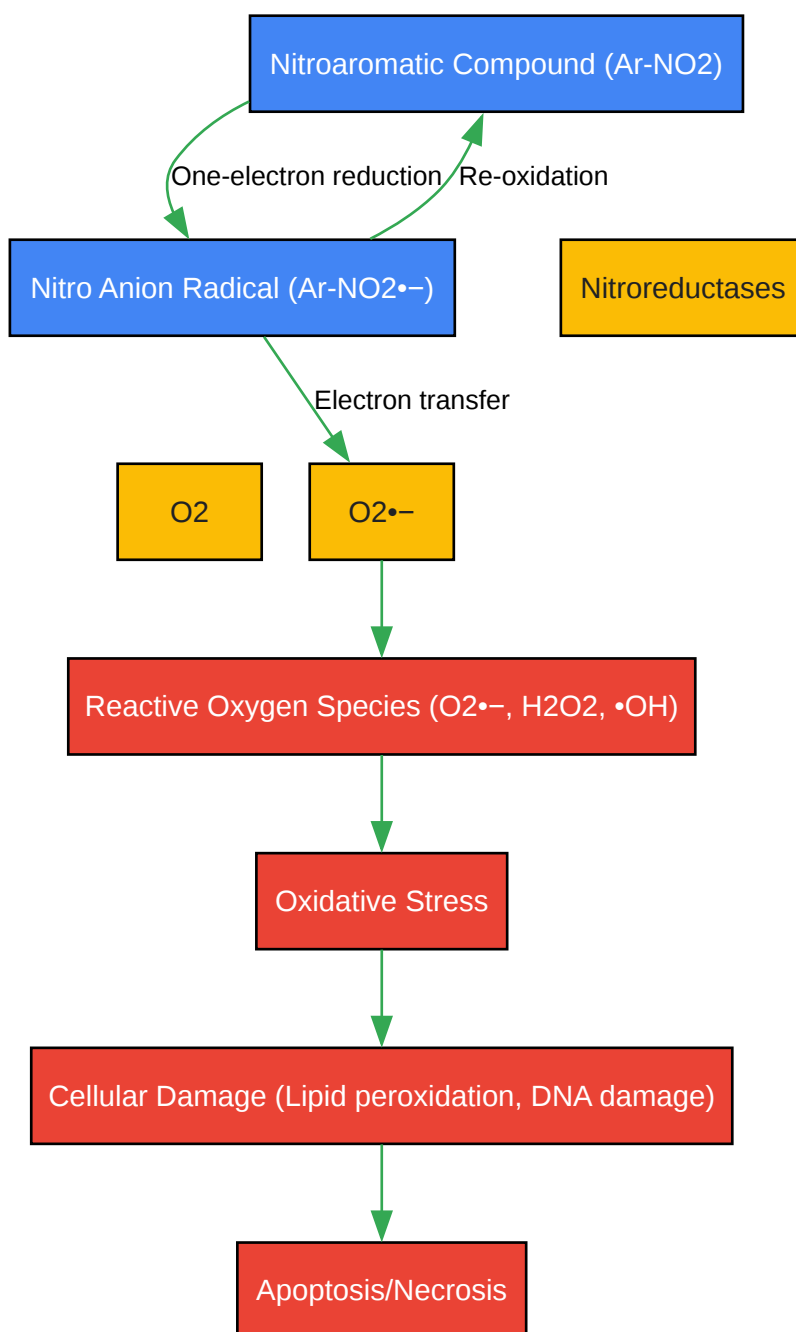 Nitroaromatic Compound (Ar-NO2)
One-electron reduction
Re-oxidation
Nitro Anion Radical (Ar-NO2•−)
Nitroreductases
Electron transfer
O2
O2•−
Reactive Oxygen Species (O2•−, H2O2, •OH)
Oxidative Stress
Cellular Damage (Lipid peroxidation, DNA damage)
Apoptosis/Necrosis